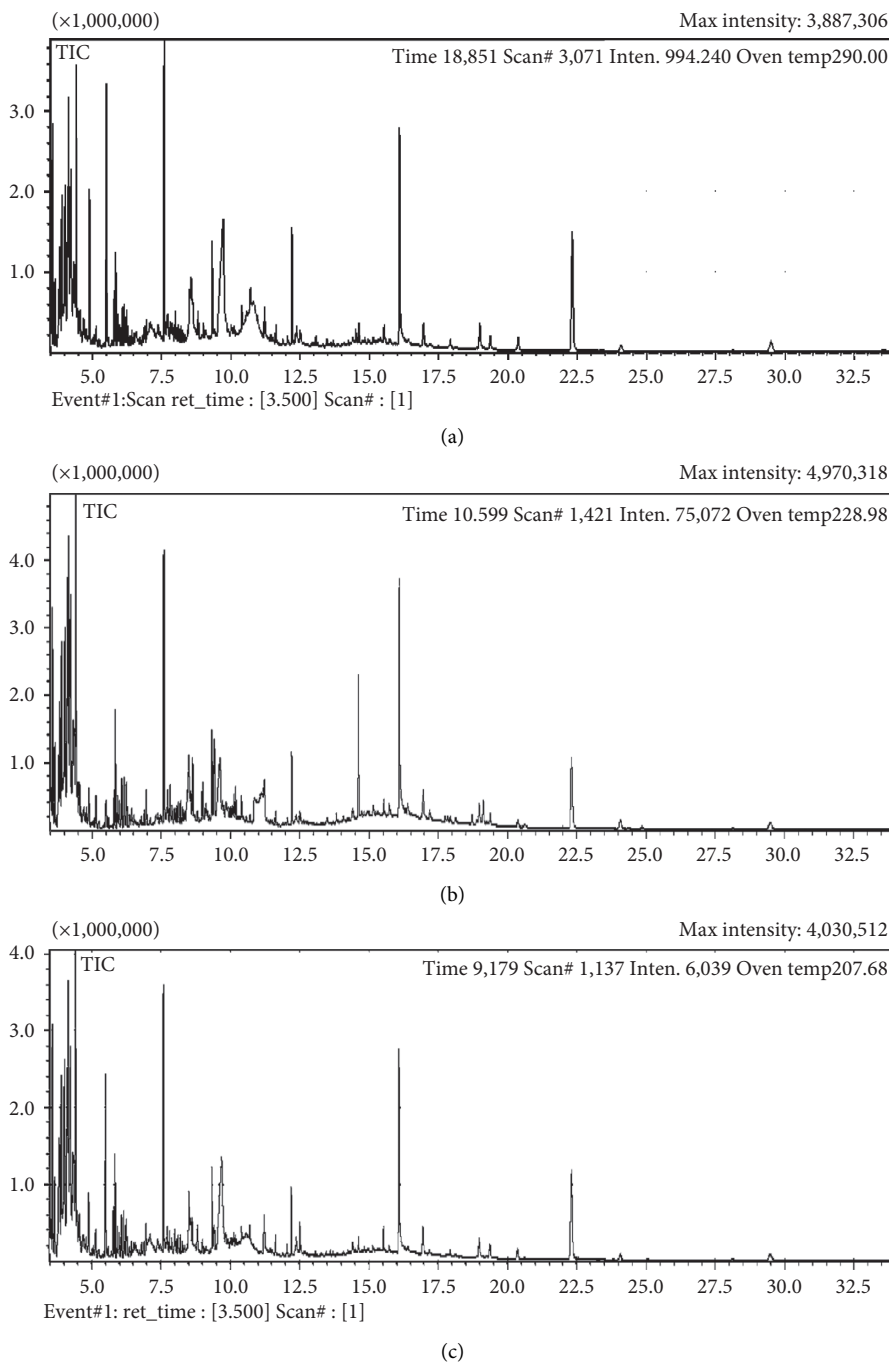 (×1,000,000) Max intensity: 3,887,306
TIC Time 18,851 Scan# 3,071 Inten. 994.240 Oven temp290.00
3.0
2.0
1.0
5.0 7.5 10.0 12.5 15.0 17.5 20.0 22.5 25.0 27.5 30.0 32.5
Event#1:Scan ret_time : [3.500] Scan# : [1]
(a)
(×1,000,000) Max intensity: 4,970,318
TIC Time 10.599 Scan# 1,421 Inten. 75,072 Oven temp228.98
4.0
3.0
2.0
1.0
5.0 7.5 10.0 12.5 15.0 17.5 20.0 22.5 25.0 27.5 30.0 32.5
(b)
(×1,000,000) Max intensity: 4,030,512
4.0
TIC Time 9,179 Scan# 1,137 Inten. 6,039 Oven temp207.68
3.0
2.0
1.0
5.0 7.5 10.0 12.5 15.0 17.5 20.0 22.5 25.0 27.5 30.0 32.5
Event#1: ret_time : [3.500] Scan# : [1]
(c)